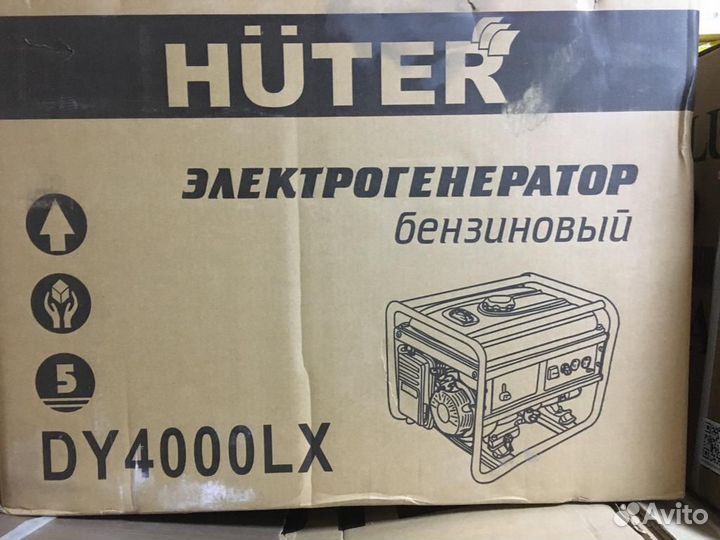 HÜTER
ЭЛЕКТРОГЕНЕРАТОР
бензиновый
5
DY4000LX
Avito